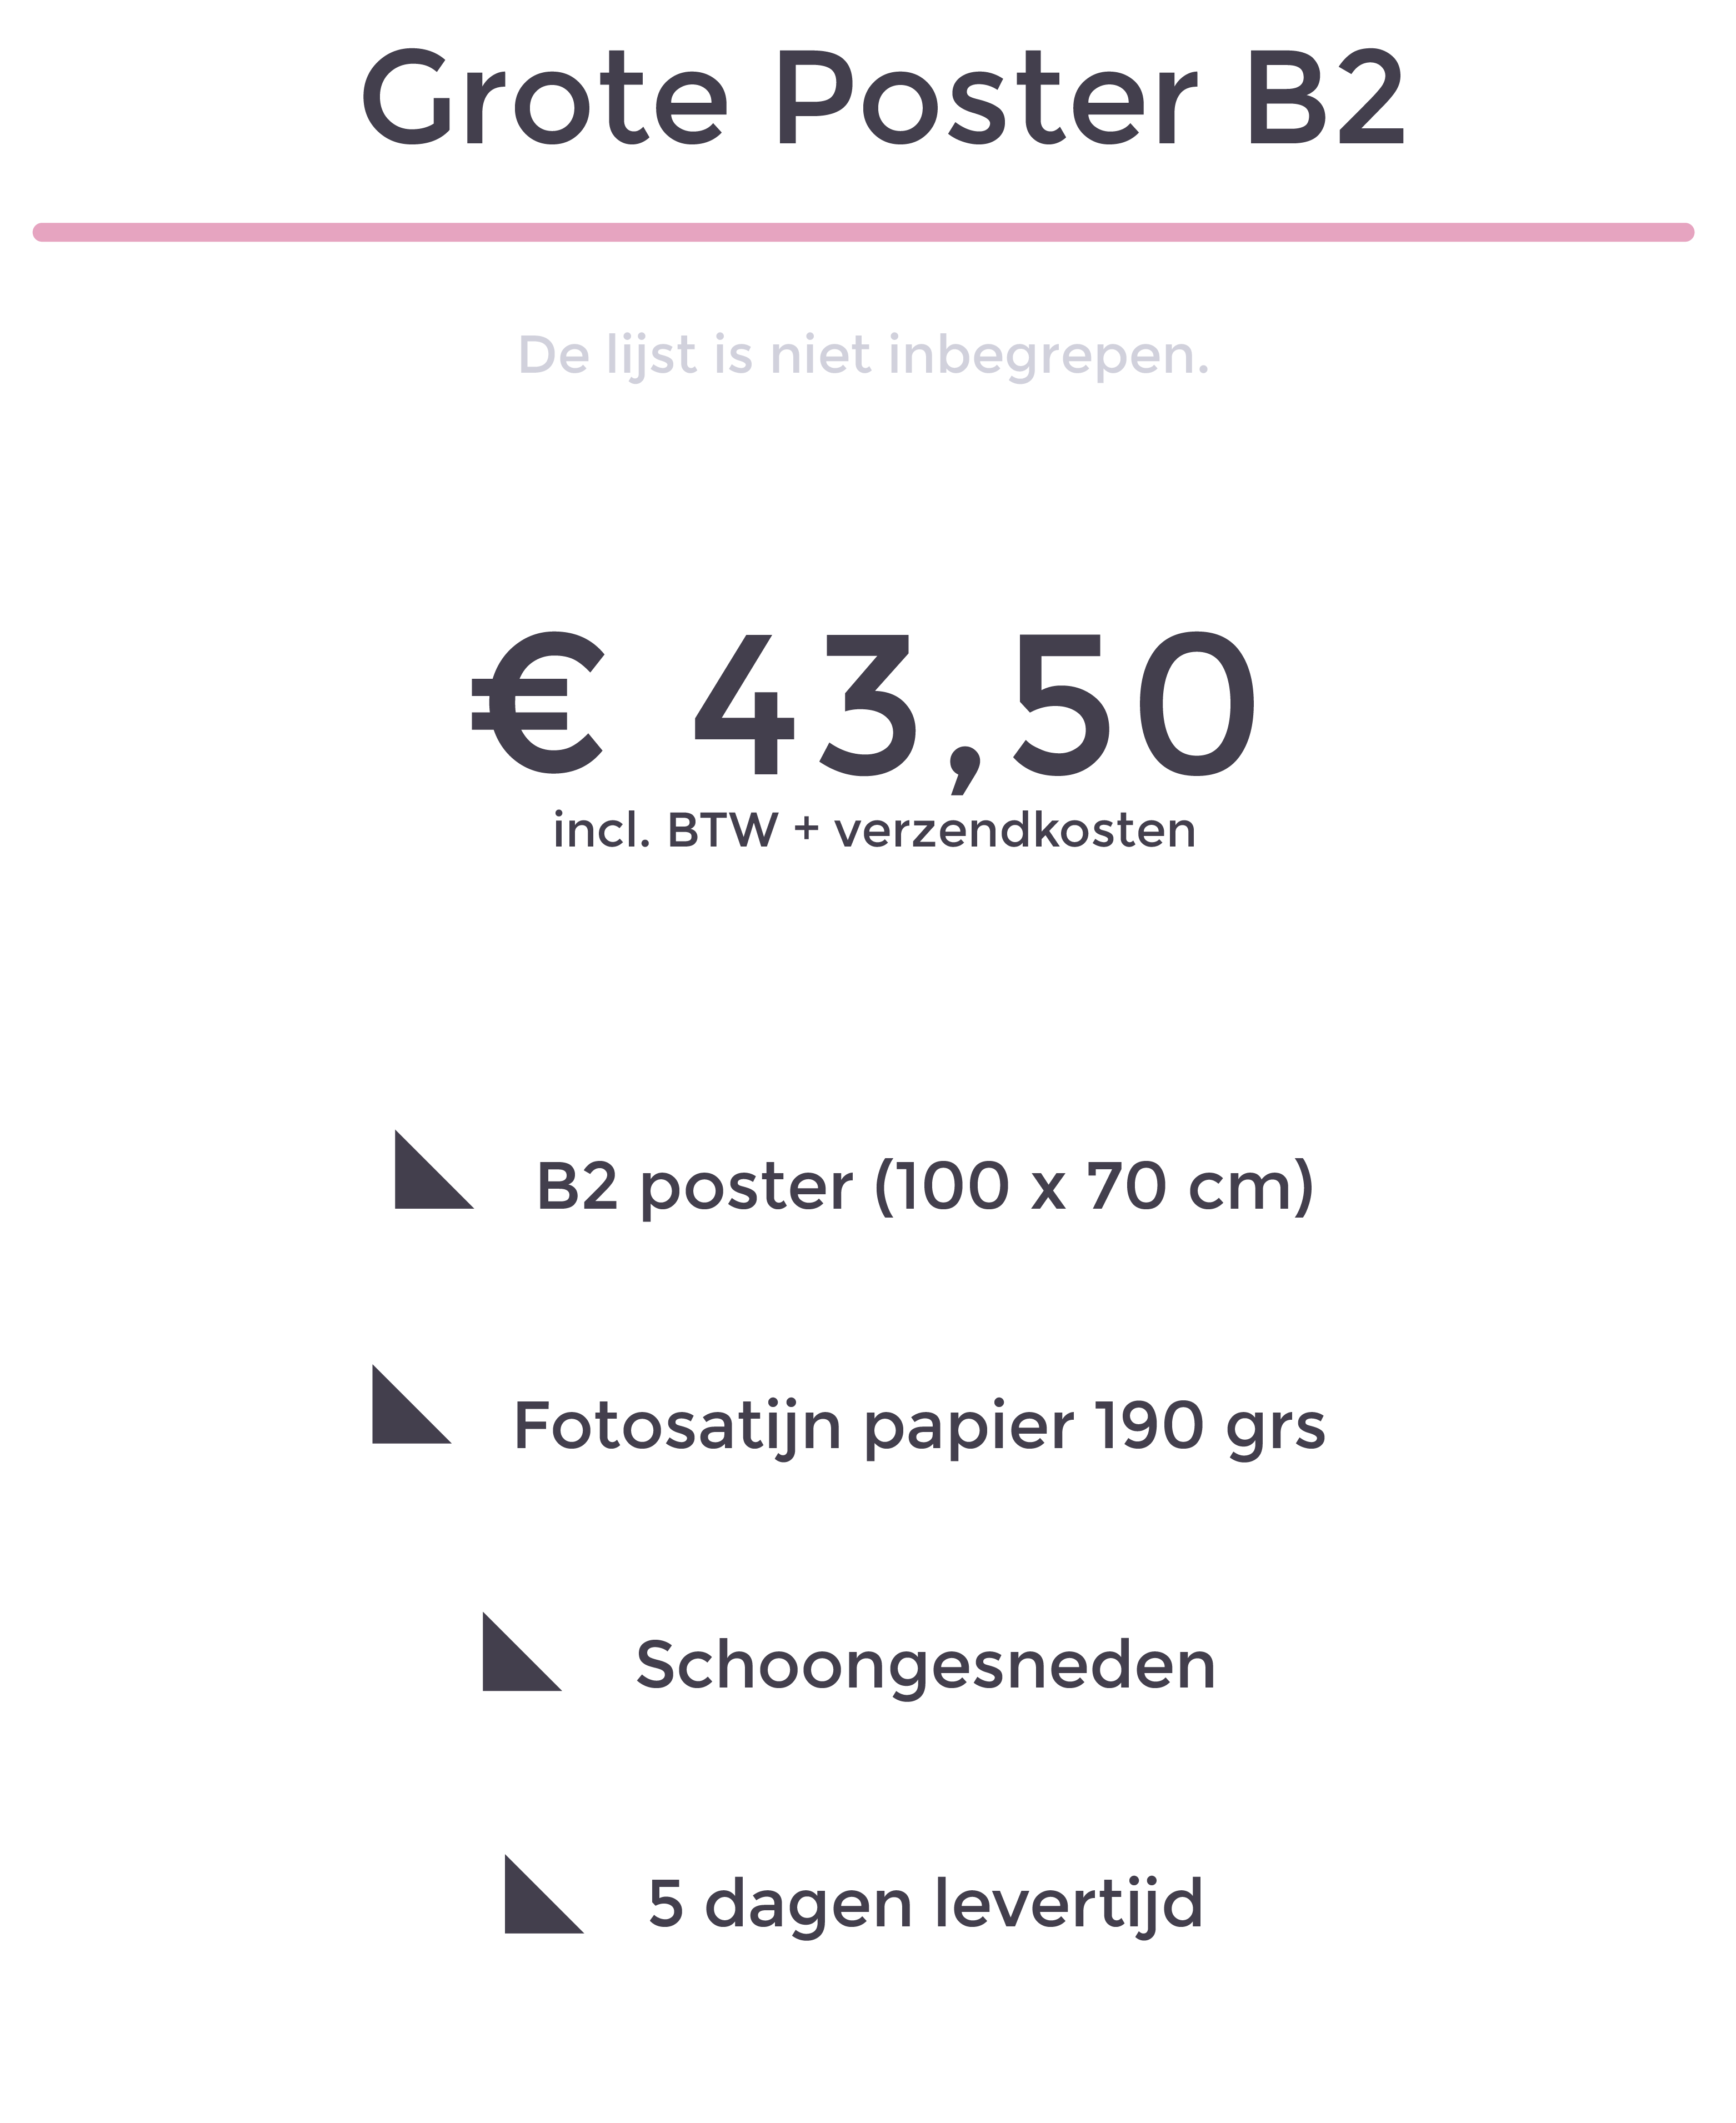 Grote Poster B2
De lijst is niet inbegrepen.
€ 43,50
incl. BTW + verzendkosten
B2 poster (100 x 70 cm)
Fotosatijn papier 190 grs
Schoongesneden
5 dagen levertijd